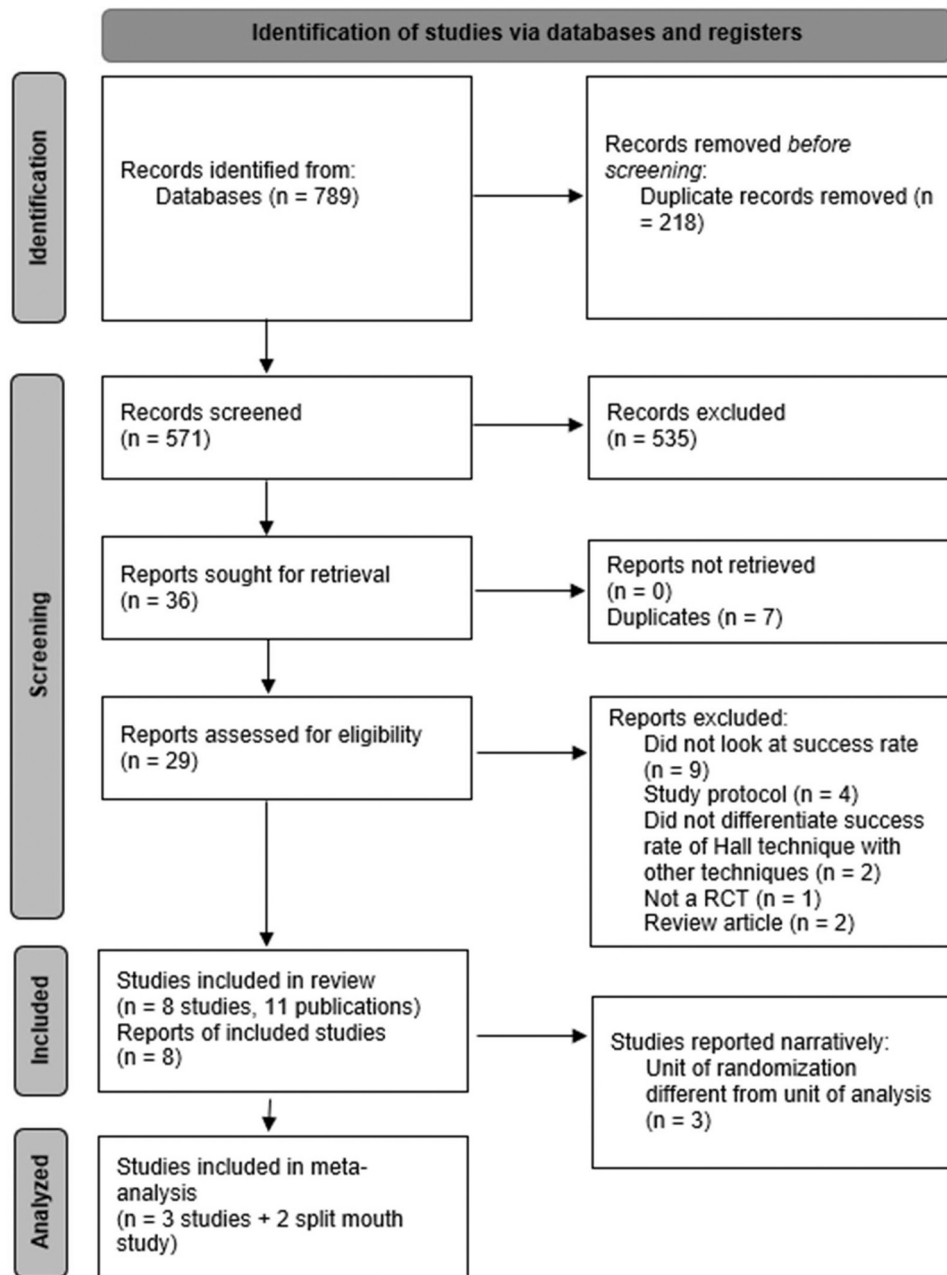 Identification of studies via databases and registers
Identification
Records identified from:
Databases (n = 789)
Records removed before
screening:
Duplicate records removed (n
= 218)
Screening
Records screened
(n = 571)
Records excluded
(n = 535)
Reports sought for retrieval
(n = 36)
Reports not retrieved
(n = 0)
Duplicates (n = 7)
Reports assessed for eligibility
(n = 29)
Reports excluded:
Did not look at success rate
(n = 9)
Study protocol (n = 4)
Did not differentiate success
rate of Hall technique with
other techniques (n = 2)
Not a RCT (n = 1)
Review article (n = 2)
Included
Studies included in review
(n = 8 studies, 11 publications)
Reports of included studies
(n = 8)
Studies reported narratively:
Unit of randomization
different from unit of analysis
(n = 3)
Analyzed
Studies included in meta-
analysis
(n = 3 studies + 2 split mouth
study)